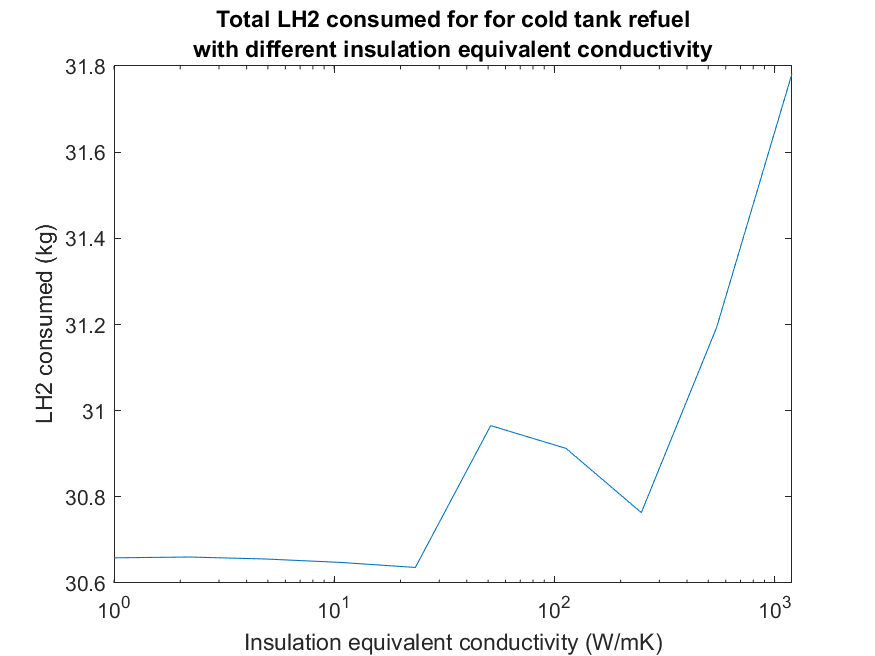 Total LH2 consumed for for cold tank refuel
with different insulation equivalent conductivity
31.8
31.6
31.4
31.2
31
30.8
30.6
LH2 consumed (kg)
10^0
10^1
10^2
10^3
Insulation equivalent conductivity (W/mK)